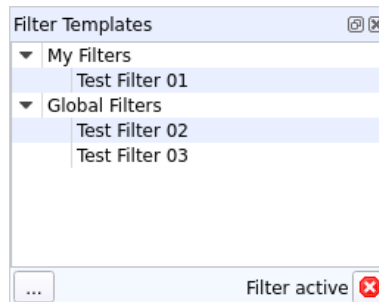 Filter Templates
My Filters
Test Filter 01
Global Filters
Test Filter 02
Test Filter 03
... Filter active